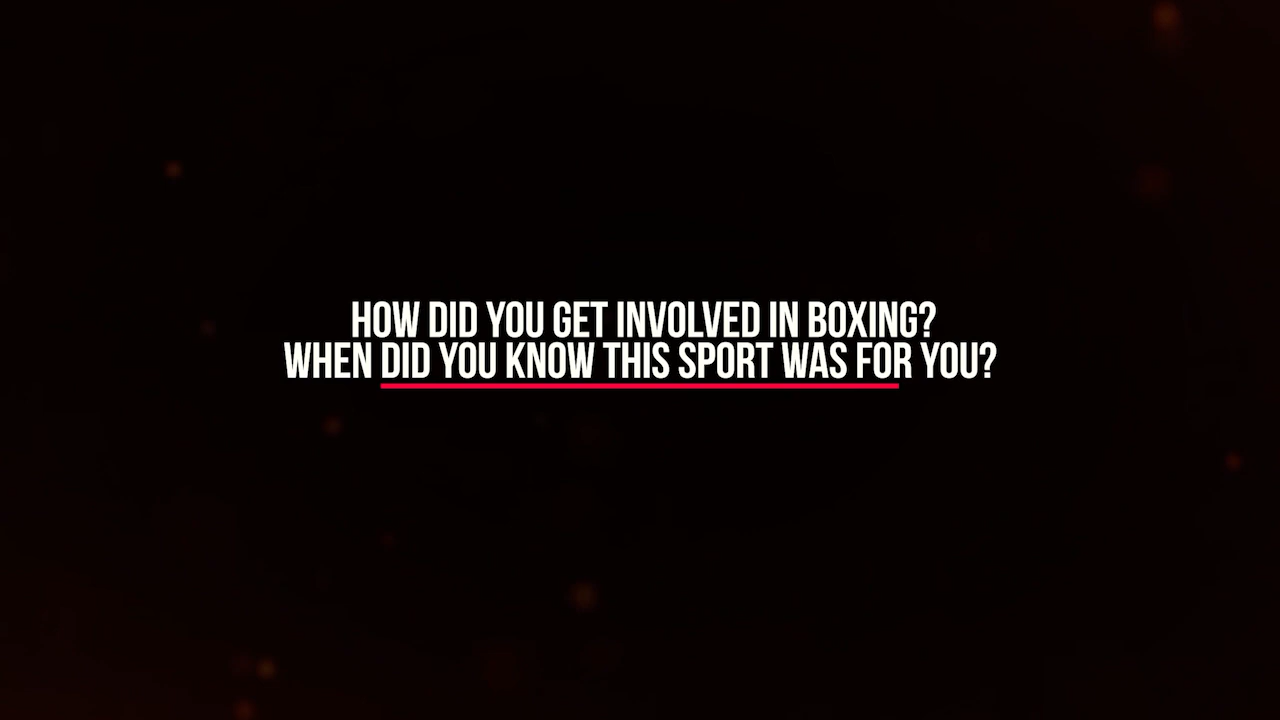 HOW DID YOU GET INVOLVED IN BOXING?
WHEN DID YOU KNOW THIS SPORT WAS FOR YOU?